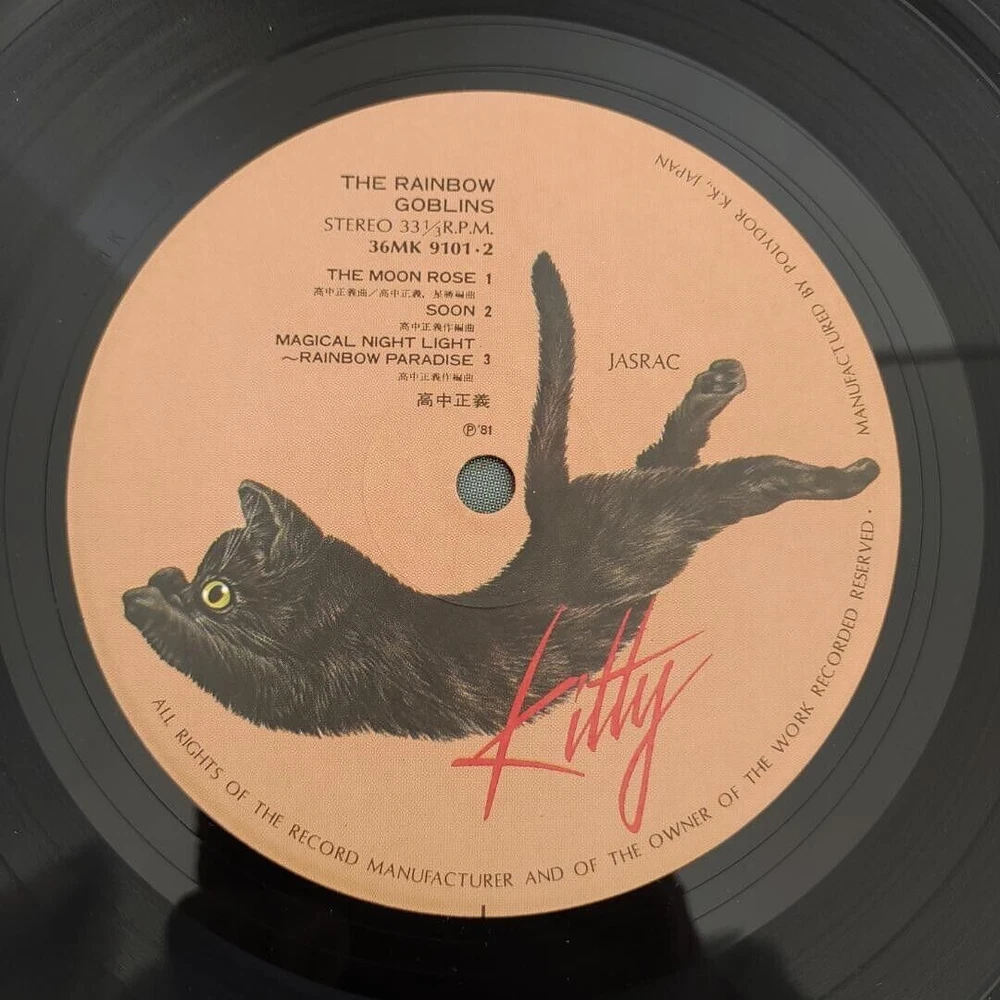 THE RAINBOW
GOBLINS
STEREO 33⅓R.P.M.
36MK 9101·2
THE MOON ROSE 1
高中正義曲/高中正義，星勝編曲
SOON 2
高中正義作編曲
MAGICAL NIGHT LIGHT
〜RAINBOW PARADISE 3
高中正義作編曲
高中正義
Ⓟ'81
JASRAC
Kitty
ALL RIGHTS OF THE RECORD MANUFACTURER AND OF THE OWNER OF THE WORK RECORDED RESERVED · MANUFACTURED BY POLYDOR K.K., JAPAN